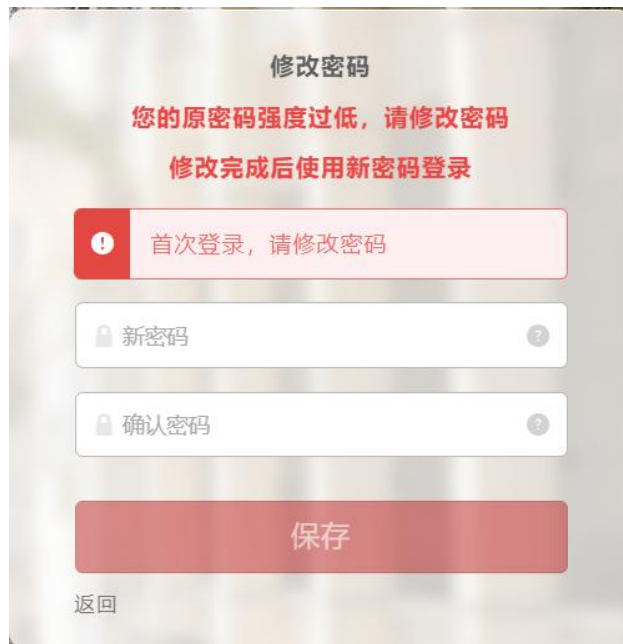 修改密码
您的原密码强度过低，请修改密码
修改完成后使用新密码登录
首次登录，请修改密码
新密码
确认密码
保存
返回